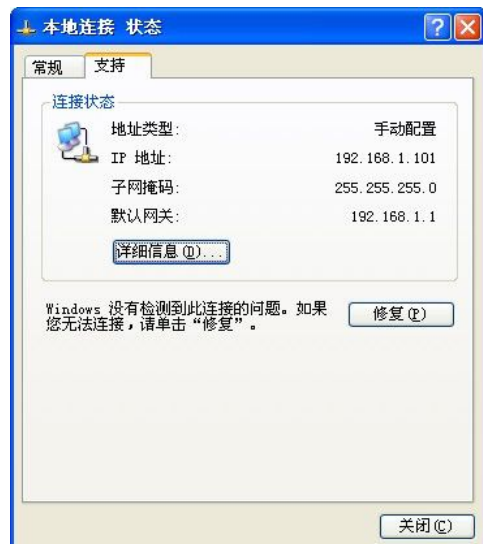 本地连接 状态
常规 支持
连接状态
地址类型: 手动配置
IP 地址: 192.168.1.101
子网掩码: 255.255.255.0
默认网关: 192.168.1.1
详细信息(D)...
Windows 没有检测到此连接的问题。如果
您无法连接,请单击“修复”。
修复(P)
关闭(C)